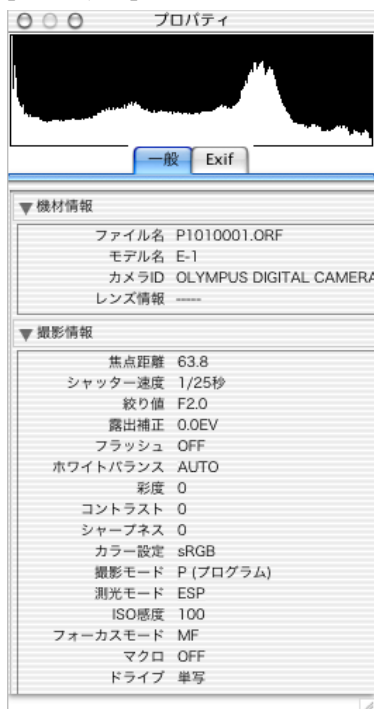 プロパティ
一般 Exif
▼機材情報
ファイル名 P1010001.ORF
モデル名 E-1
カメラID OLYMPUS DIGITAL CAMERA
レンズ情報 -----
▼撮影情報
焦点距離 63.8
シャッター速度 1/25秒
絞り値 F2.0
露出補正 0.0EV
フラッシュ OFF
ホワイトバランス AUTO
彩度 0
コントラスト 0
シャープネス 0
カラー設定 sRGB
撮影モード P (プログラム)
測光モード ESP
ISO感度 100
フォーカスモード MF
マクロ OFF
ドライブ 単写